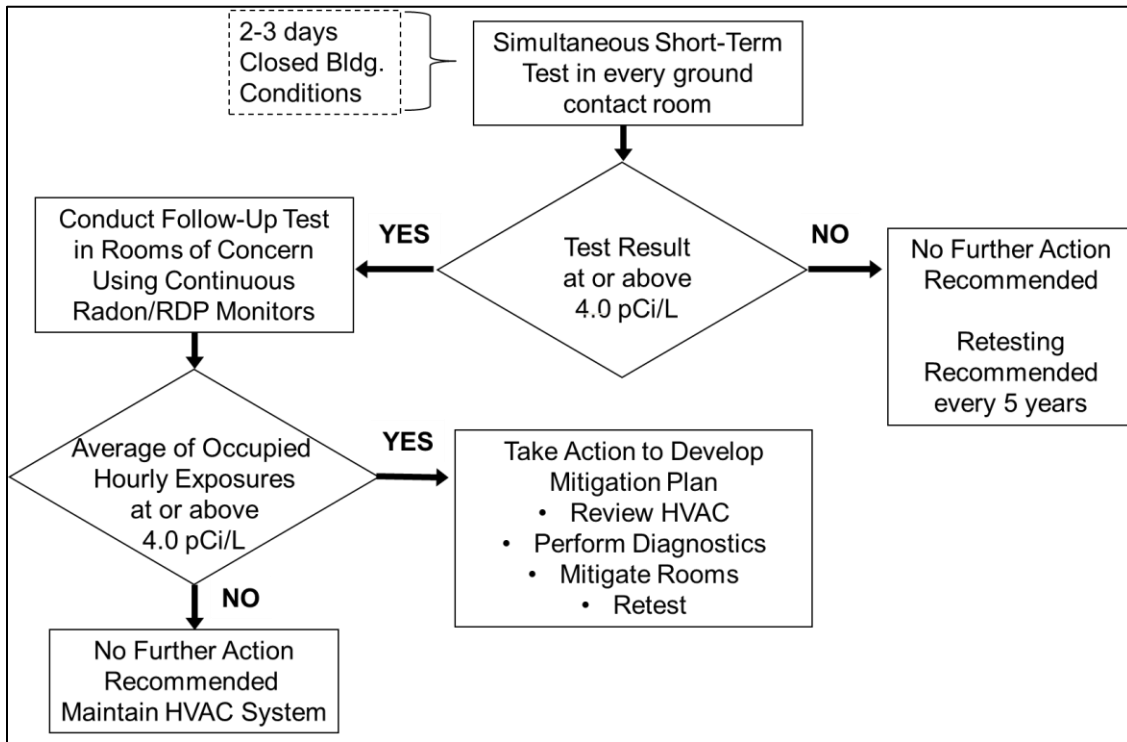 2-3 days
Closed Bldg.
Conditions
Simultaneous Short-Term
Test in every ground
contact room
Test Result
at or above
4.0 pCi/L
YES
NO
Conduct Follow-Up Test
in Rooms of Concern
Using Continuous
Radon/RDP Monitors
No Further Action
Recommended
Retesting
Recommended
every 5 years
Average of Occupied
Hourly Exposures
at or above
4.0 pCi/L
YES
Take Action to Develop
Mitigation Plan
• Review HVAC
• Perform Diagnostics
• Mitigate Rooms
• Retest
NO
No Further Action
Recommended
Maintain HVAC System